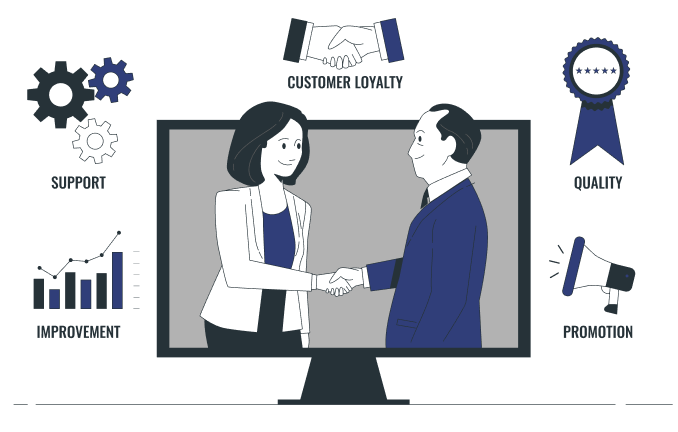 CUSTOMER LOYALTY
SUPPORT
QUALITY
IMPROVEMENT
PROMOTION